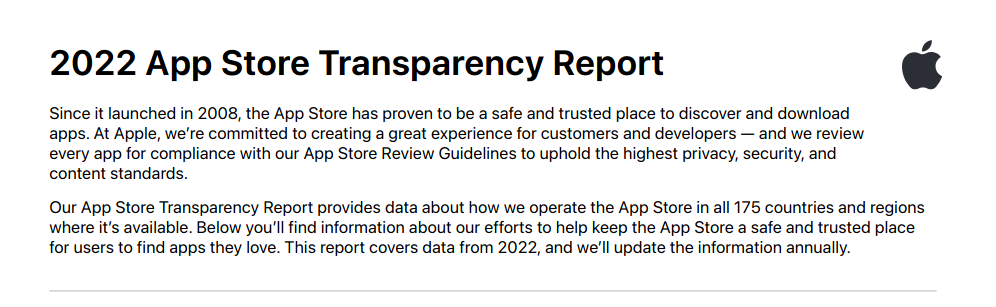 2022 App Store Transparency Report
Since it launched in 2008, the App Store has proven to be a safe and trusted place to discover and download
apps. At Apple, we’re committed to creating a great experience for customers and developers — and we review
every app for compliance with our App Store Review Guidelines to uphold the highest privacy, security, and
content standards.
Our App Store Transparency Report provides data about how we operate the App Store in all 175 countries and regions
where it’s available. Below you’ll find information about our efforts to help keep the App Store a safe and trusted place
for users to find apps they love. This report covers data from 2022, and we’ll update the information annually.